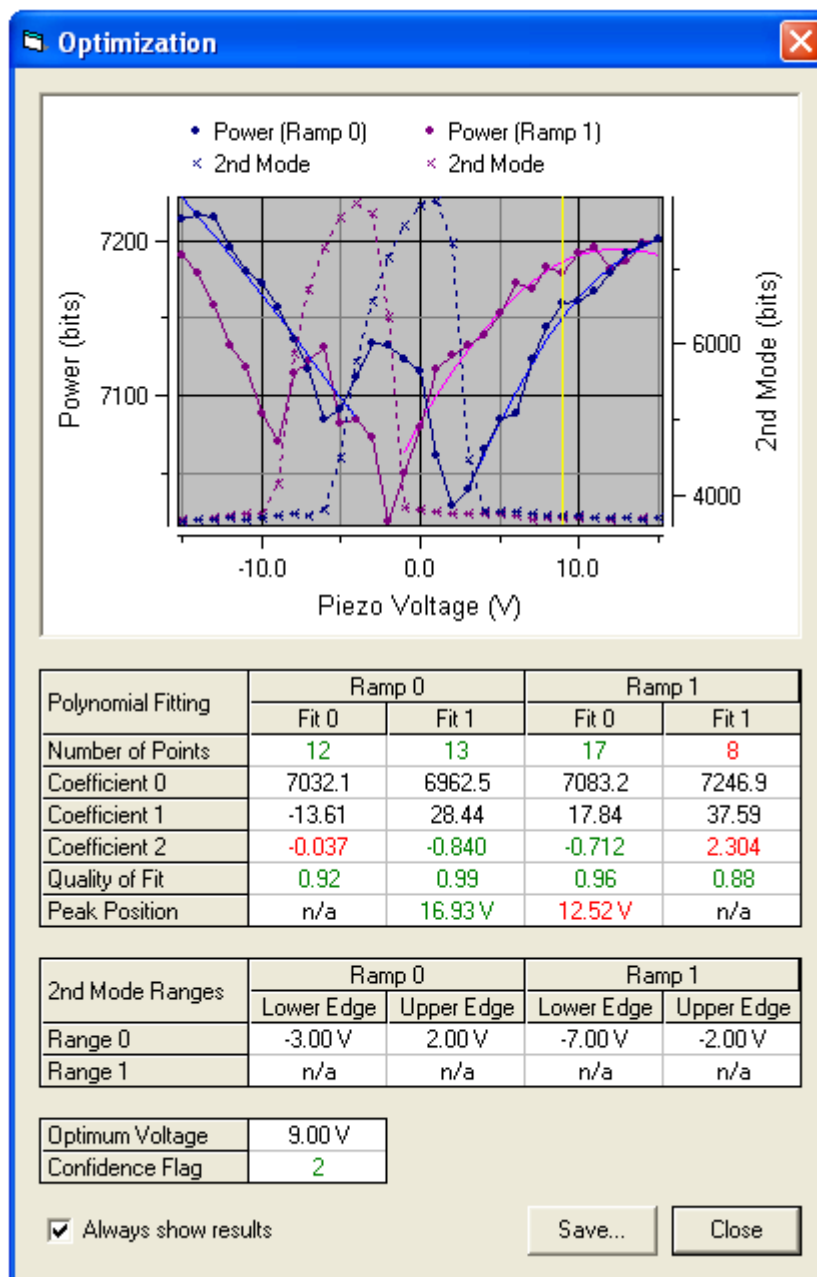 Optimization
Power (Ramp 0) Power (Ramp 1)
2nd Mode 2nd Mode
7200
7100
Power (bits)
6000
4000
2nd Mode (bits)
-10.0 0.0 10.0
Piezo Voltage (V)
Polynomial Fitting Ramp 0 Ramp 1
Fit 0 Fit 1 Fit 0 Fit 1
Number of Points 12 13 17 8
Coefficient 0 7032.1 6962.5 7083.2 7246.9
Coefficient 1 -13.61 28.44 17.84 37.59
Coefficient 2 -0.037 -0.840 -0.712 2.304
Quality of Fit 0.92 0.99 0.96 0.88
Peak Position n/a 16.93 V 12.52 V n/a
2nd Mode Ranges Ramp 0 Ramp 1
Lower Edge Upper Edge Lower Edge Upper Edge
Range 0 -3.00 V 2.00 V -7.00 V -2.00 V
Range 1 n/a n/a n/a n/a
Optimum Voltage 9.00 V
Confidence Flag 2
Always show results Save... Close